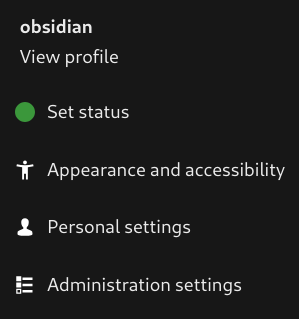 obsidian
View profile
Set status
Appearance and accessibility
Personal settings
Administration settings